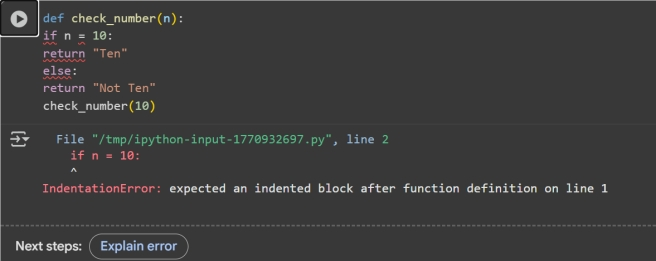 def check_number(n):
if n = 10:
return "Ten"
else:
return "Not Ten"
check_number(10)
File "/tmp/ipython-input-1770932697.py", line 2
if n = 10:
^
IndentationError: expected an indented block after function definition on line 1
Next steps: Explain error